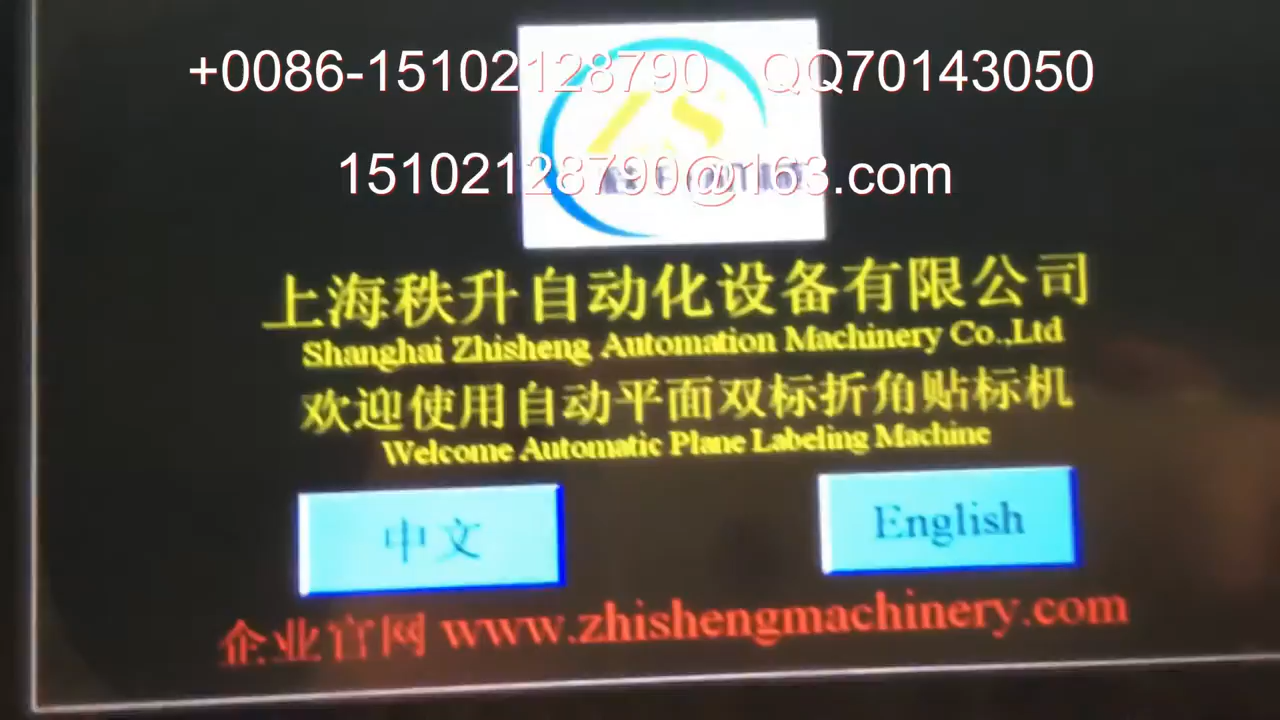 +0086-15102128790 QQ70143050
15102128790@163.com
上海秩升自动化设备有限公司
Shanghai Zhisheng Automation Machinery Co.,Ltd
欢迎使用自动平面双标折角贴标机
Welcome Automatic Plane Labeling Machine
中文
English
企业官网 www.zhishengmachinery.com